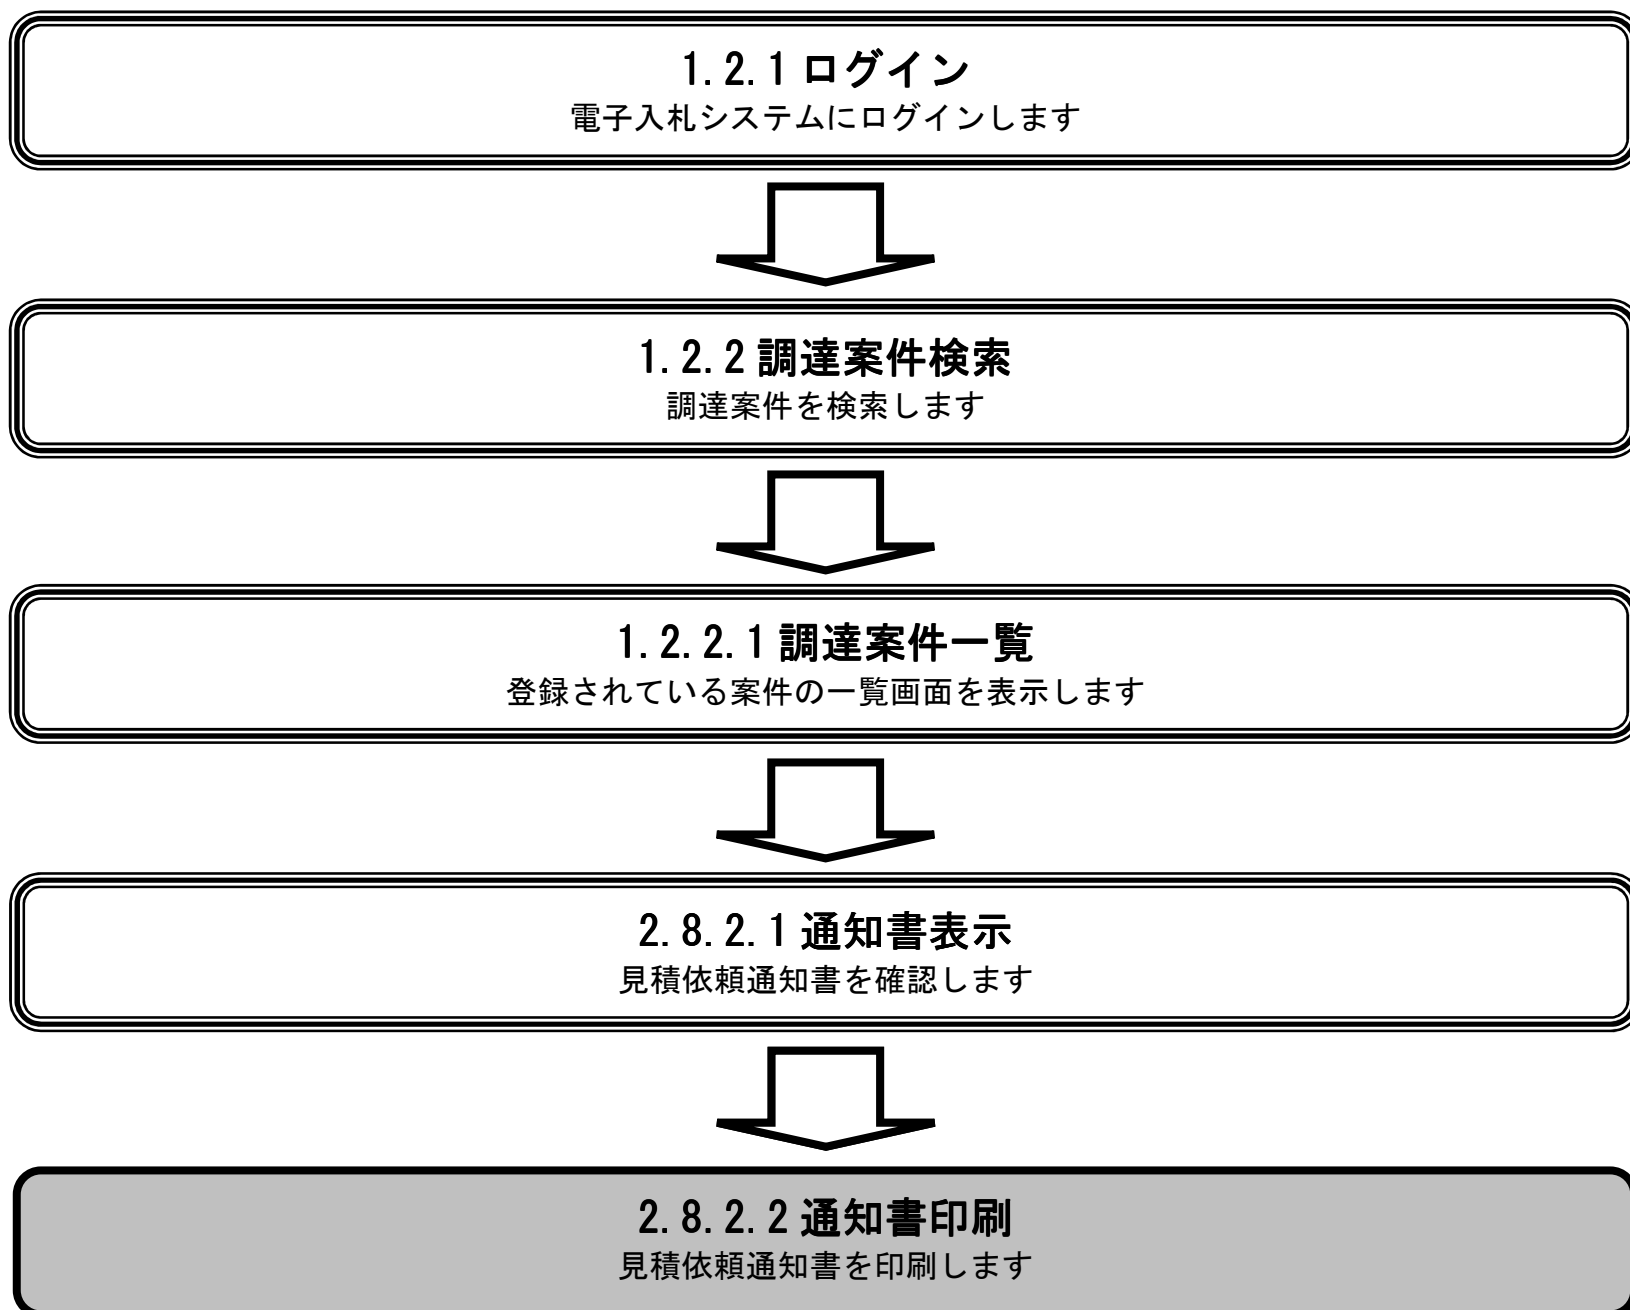 1.2.1 ログイン
電子入札システムにログインします
1.2.2 調達案件検索
調達案件を検索します
1.2.2.1 調達案件一覧
登録されている案件の一覧画面を表示します
2.8.2.1 通知書表示
見積依頼通知書を確認します
2.8.2.2 通知書印刷
見積依頼通知書を印刷します